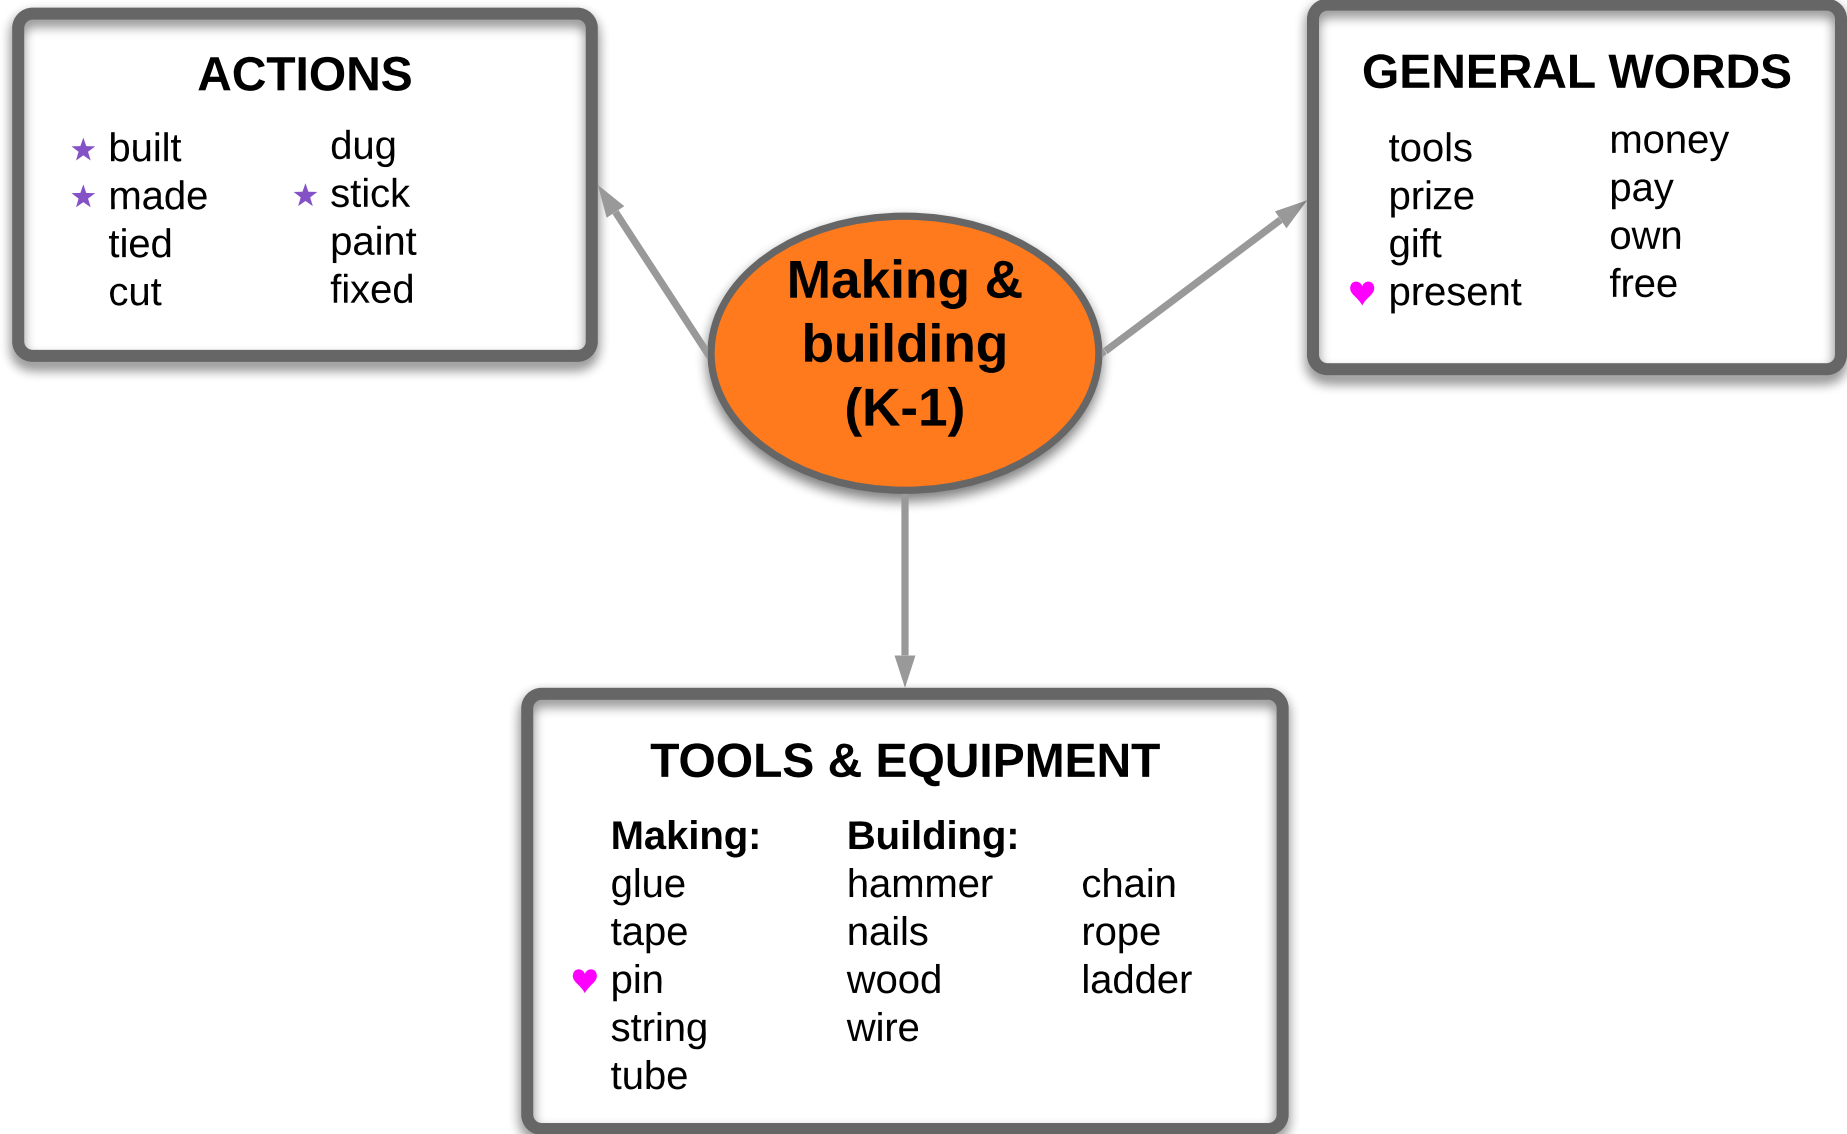 ACTIONS
★ built
★ made
tied
cut
dug
★ stick
paint
fixed
Making &
building
(K-1)
GENERAL WORDS
tools
prize
gift
♥ present
money
pay
own
free
TOOLS & EQUIPMENT
Making:
glue
tape
♥ pin
string
tube
Building:
hammer
nails
wood
wire
chain
rope
ladder